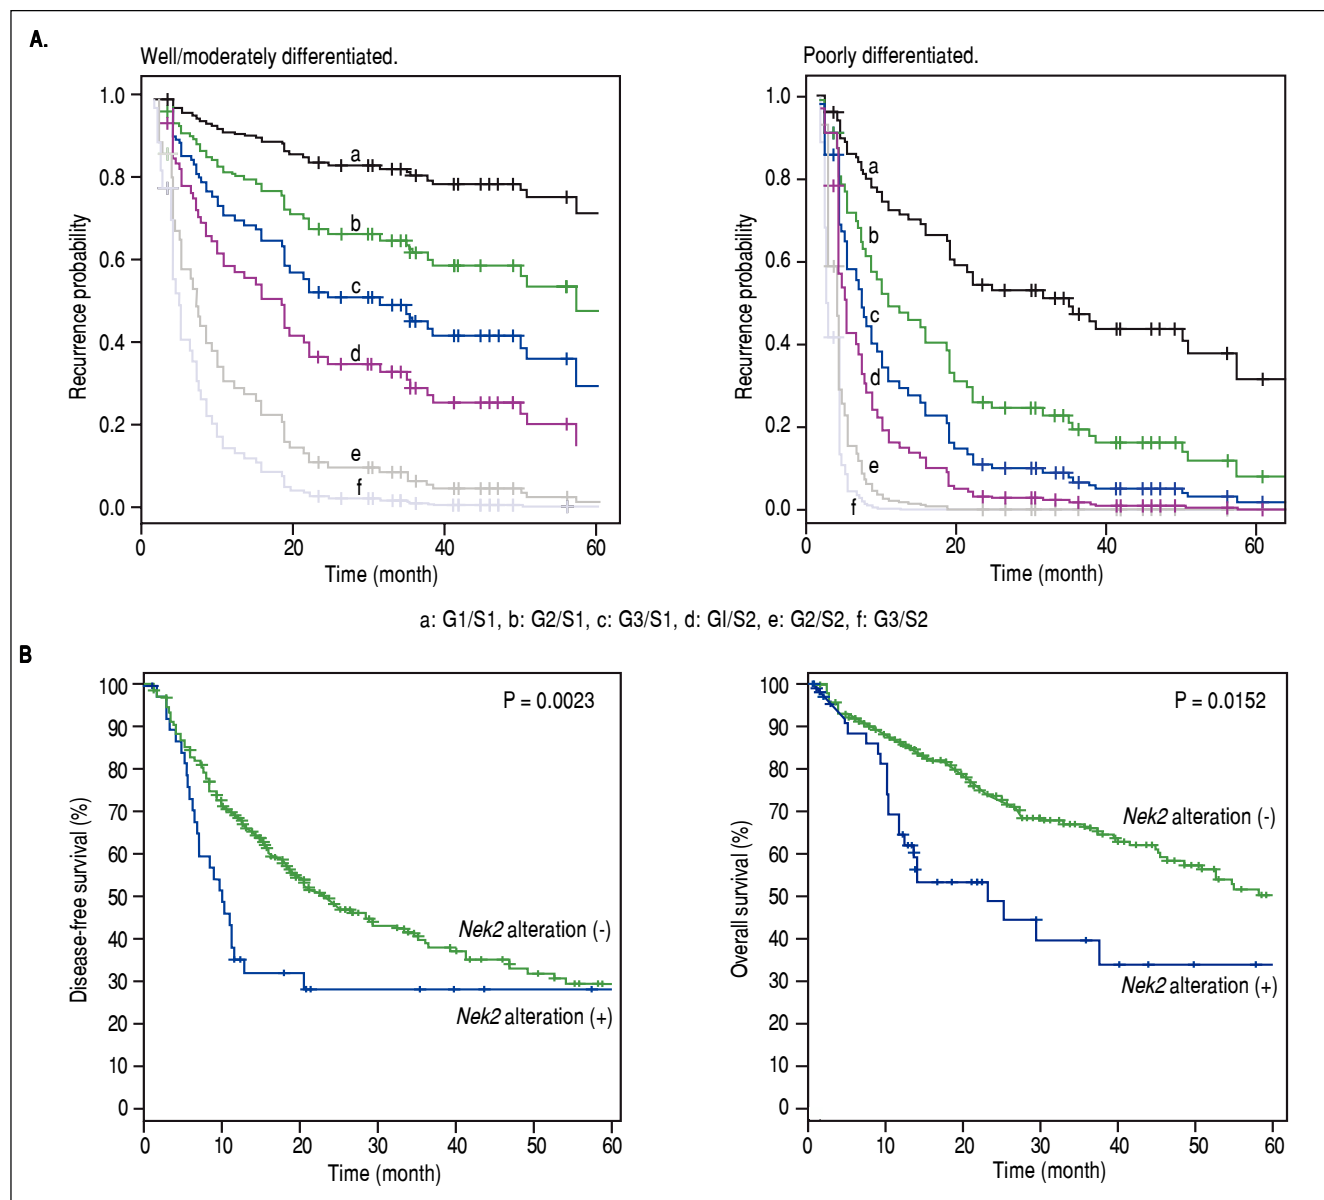 A.
Well/moderately differentiated.
Recurrence probability
1.0
0.8
0.6
0.4
0.2
0.0
a
b
c
d
e
f
0 20 40 60
Time (month)
Poorly differentiated.
Recurrence probability
1.0
0.8
0.6
0.4
0.2
0.0
a
b
c
d
e
f
0 20 40 60
Time (month)
a: G1/S1, b: G2/S1, c: G3/S1, d: GI/S2, e: G2/S2, f: G3/S2
B
Disease-free survival (%)
100
90
80
70
60
50
40
30
20
10
0
P = 0.0023
Nek2 alteration (-)
Nek2 alteration (+)
0 10 20 30 40 50 60
Time (month)
Overall survival (%)
100
90
80
70
60
50
40
30
20
10
0
P = 0.0152
Nek2 alteration (-)
Nek2 alteration (+)
0 10 20 30 40 50 60
Time (month)